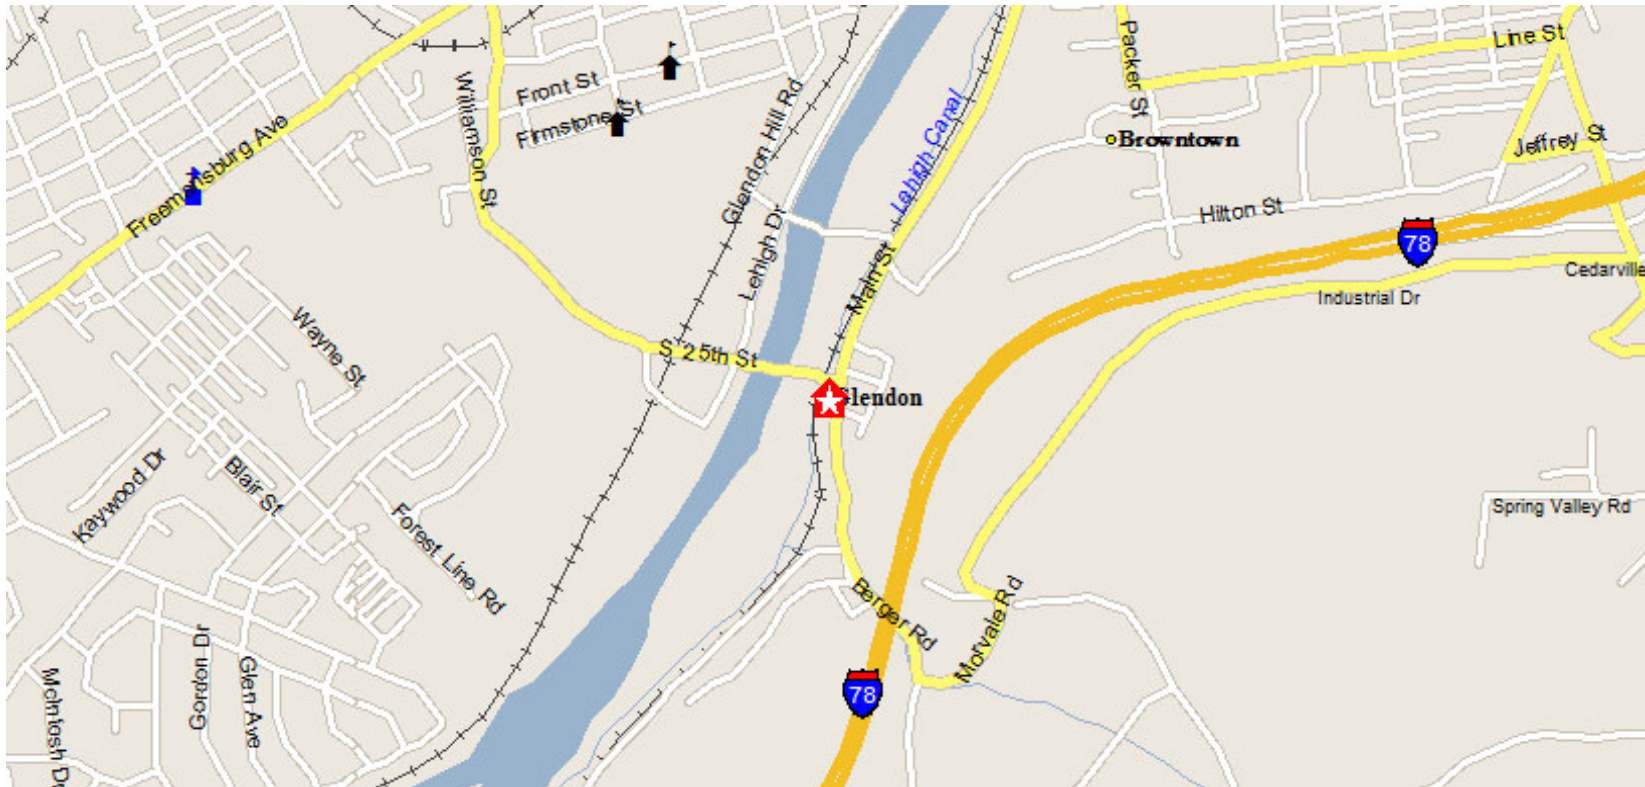 Line St
Packer St
Front St
Williamson St
Firmstone St
Glendon Hill Rd
Lehigh Canal
Freemansburg Ave
Browntown
Jeffrey St
Hilton St
78
Lehigh Dr
Main St
Cedarville
Industrial Dr
Wayne St
S 25th St
Glendon
Kaywood Dr
Blair St
Spring Valley Rd
Forest Line Rd
Berger Rd
Morvale Rd
Gordon Dr
Glen Ave
McIntosh Dr
78